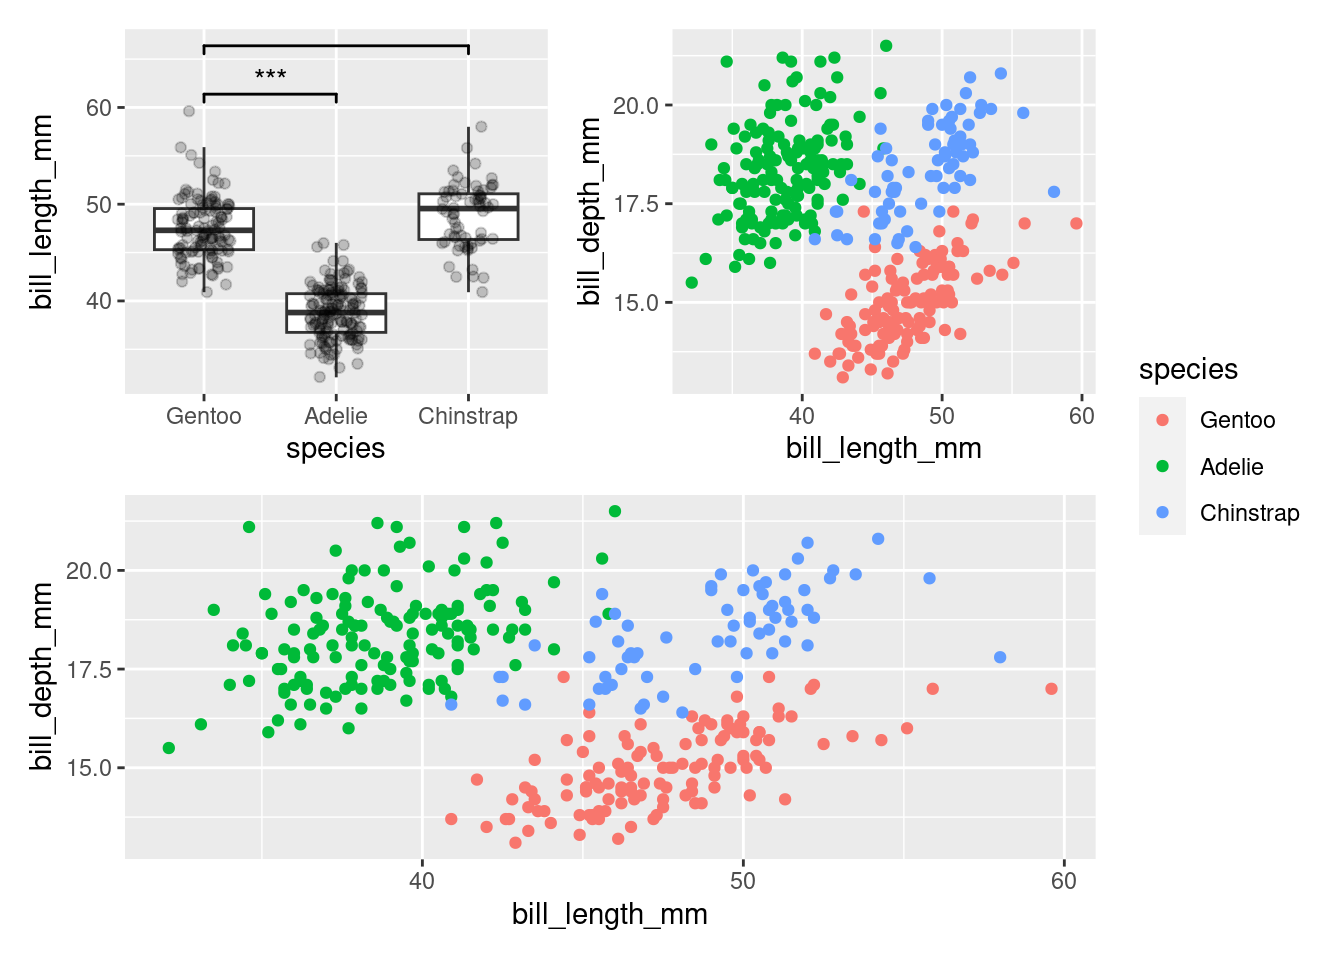 ***
60
50
40
bill_length_mm
Gentoo
Adelie
Chinstrap
species
20.0
17.5
15.0
bill_depth_mm
40
50
60
bill_length_mm
species
Gentoo
Adelie
Chinstrap
20.0
17.5
15.0
bill_depth_mm
40
50
60
bill_length_mm